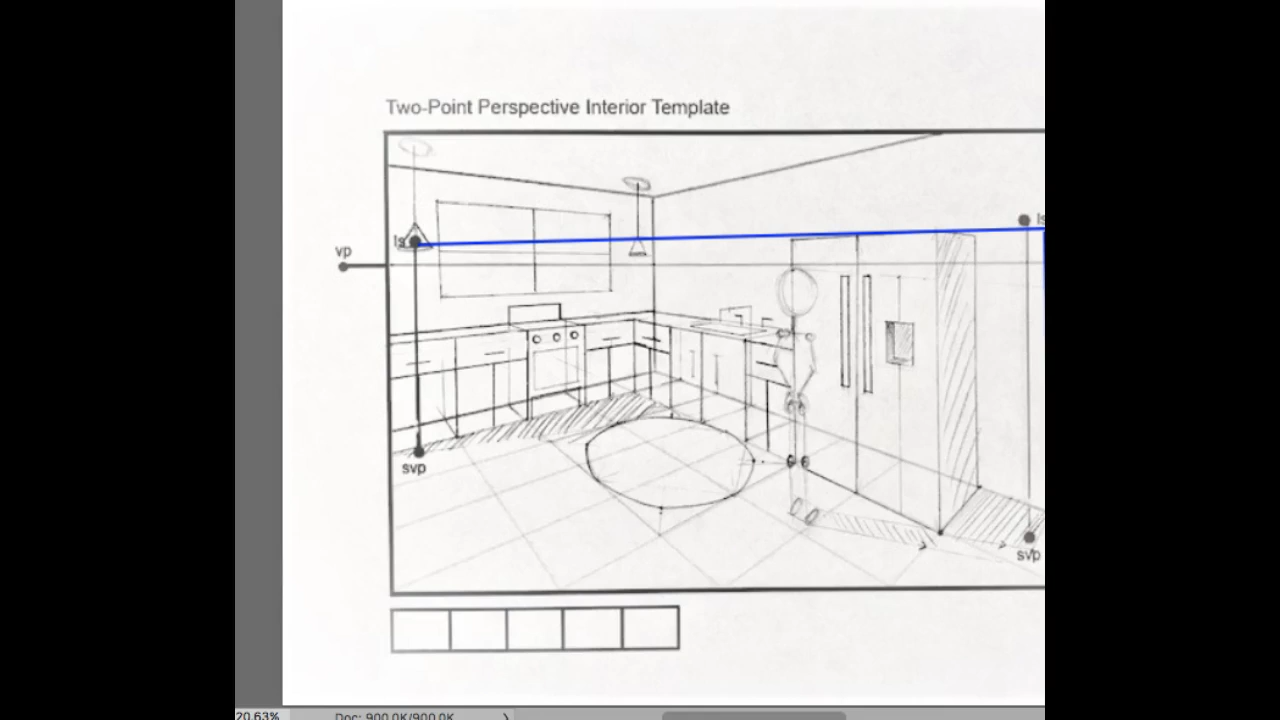 Two-Point Perspective Interior Template
ls
ls
vp
svp
svp
20.63%
Doc: 900.0K/900.0K